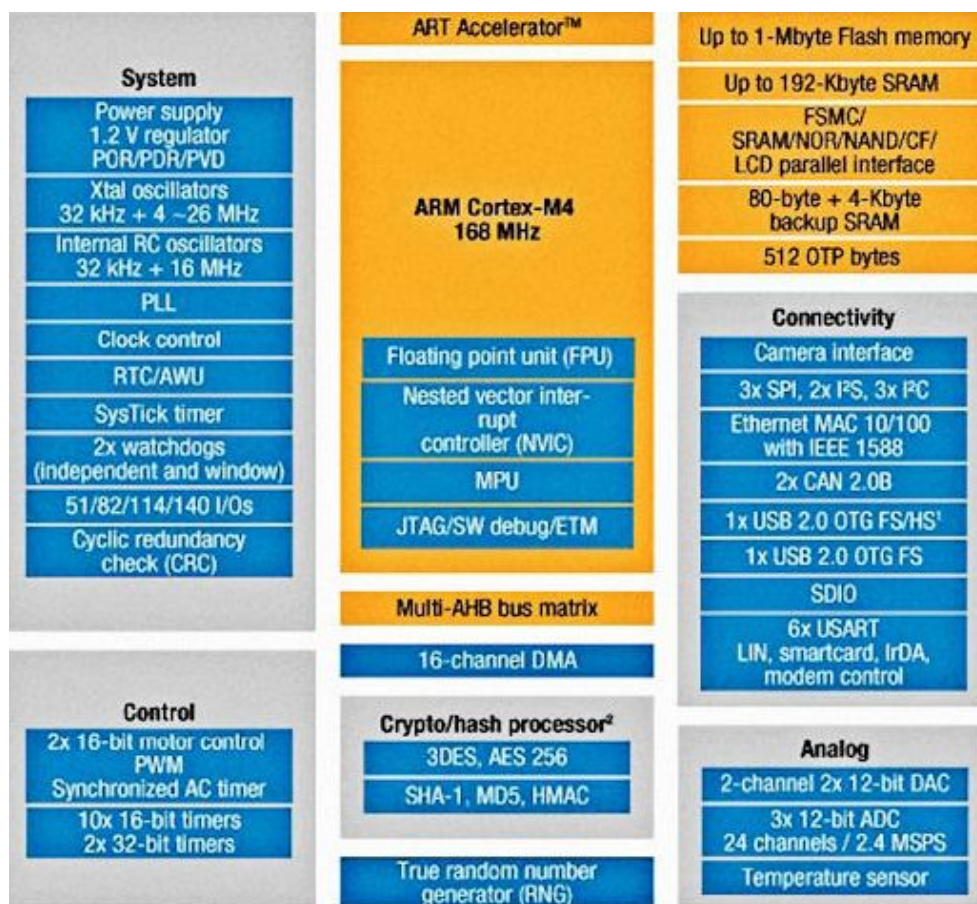 System
Power supply
1.2 V regulator
POR/PDR/PVD
Xtal oscillators
32 kHz + 4 ~26 MHz
Internal RC oscillators
32 kHz + 16 MHz
PLL
Clock control
RTC/AWU
SysTick timer
2x watchdogs
(independent and window)
51/82/114/140 I/Os
Cyclic redundancy
check (CRC)
Control
2x 16-bit motor control
PWM
Synchronized AC timer
10x 16-bit timers
2x 32-bit timers
ART Accelerator™
ARM Cortex-M4
168 MHz
Floating point unit (FPU)
Nested vector inter-
rupt
controller (NVIC)
MPU
JTAG/SW debug/ETM
Multi-AHB bus matrix
16-channel DMA
Crypto/hash processor²
3DES, AES 256
SHA-1, MD5, HMAC
True random number
generator (RNG)
Up to 1-Mbyte Flash memory
Up to 192-Kbyte SRAM
FSMC/
SRAM/NOR/NAND/CF/
LCD parallel interface
80-byte + 4-Kbyte
backup SRAM
512 OTP bytes
Connectivity
Camera interface
3x SPI, 2x I²S, 3x I²C
Ethernet MAC 10/100
with IEEE 1588
2x CAN 2.0B
1x USB 2.0 OTG FS/HS¹
1x USB 2.0 OTG FS
SDIO
6x USART
LIN, smartcard, IrDA,
modem control
Analog
2-channel 2x 12-bit DAC
3x 12-bit ADC
24 channels / 2.4 MSPS
Temperature sensor